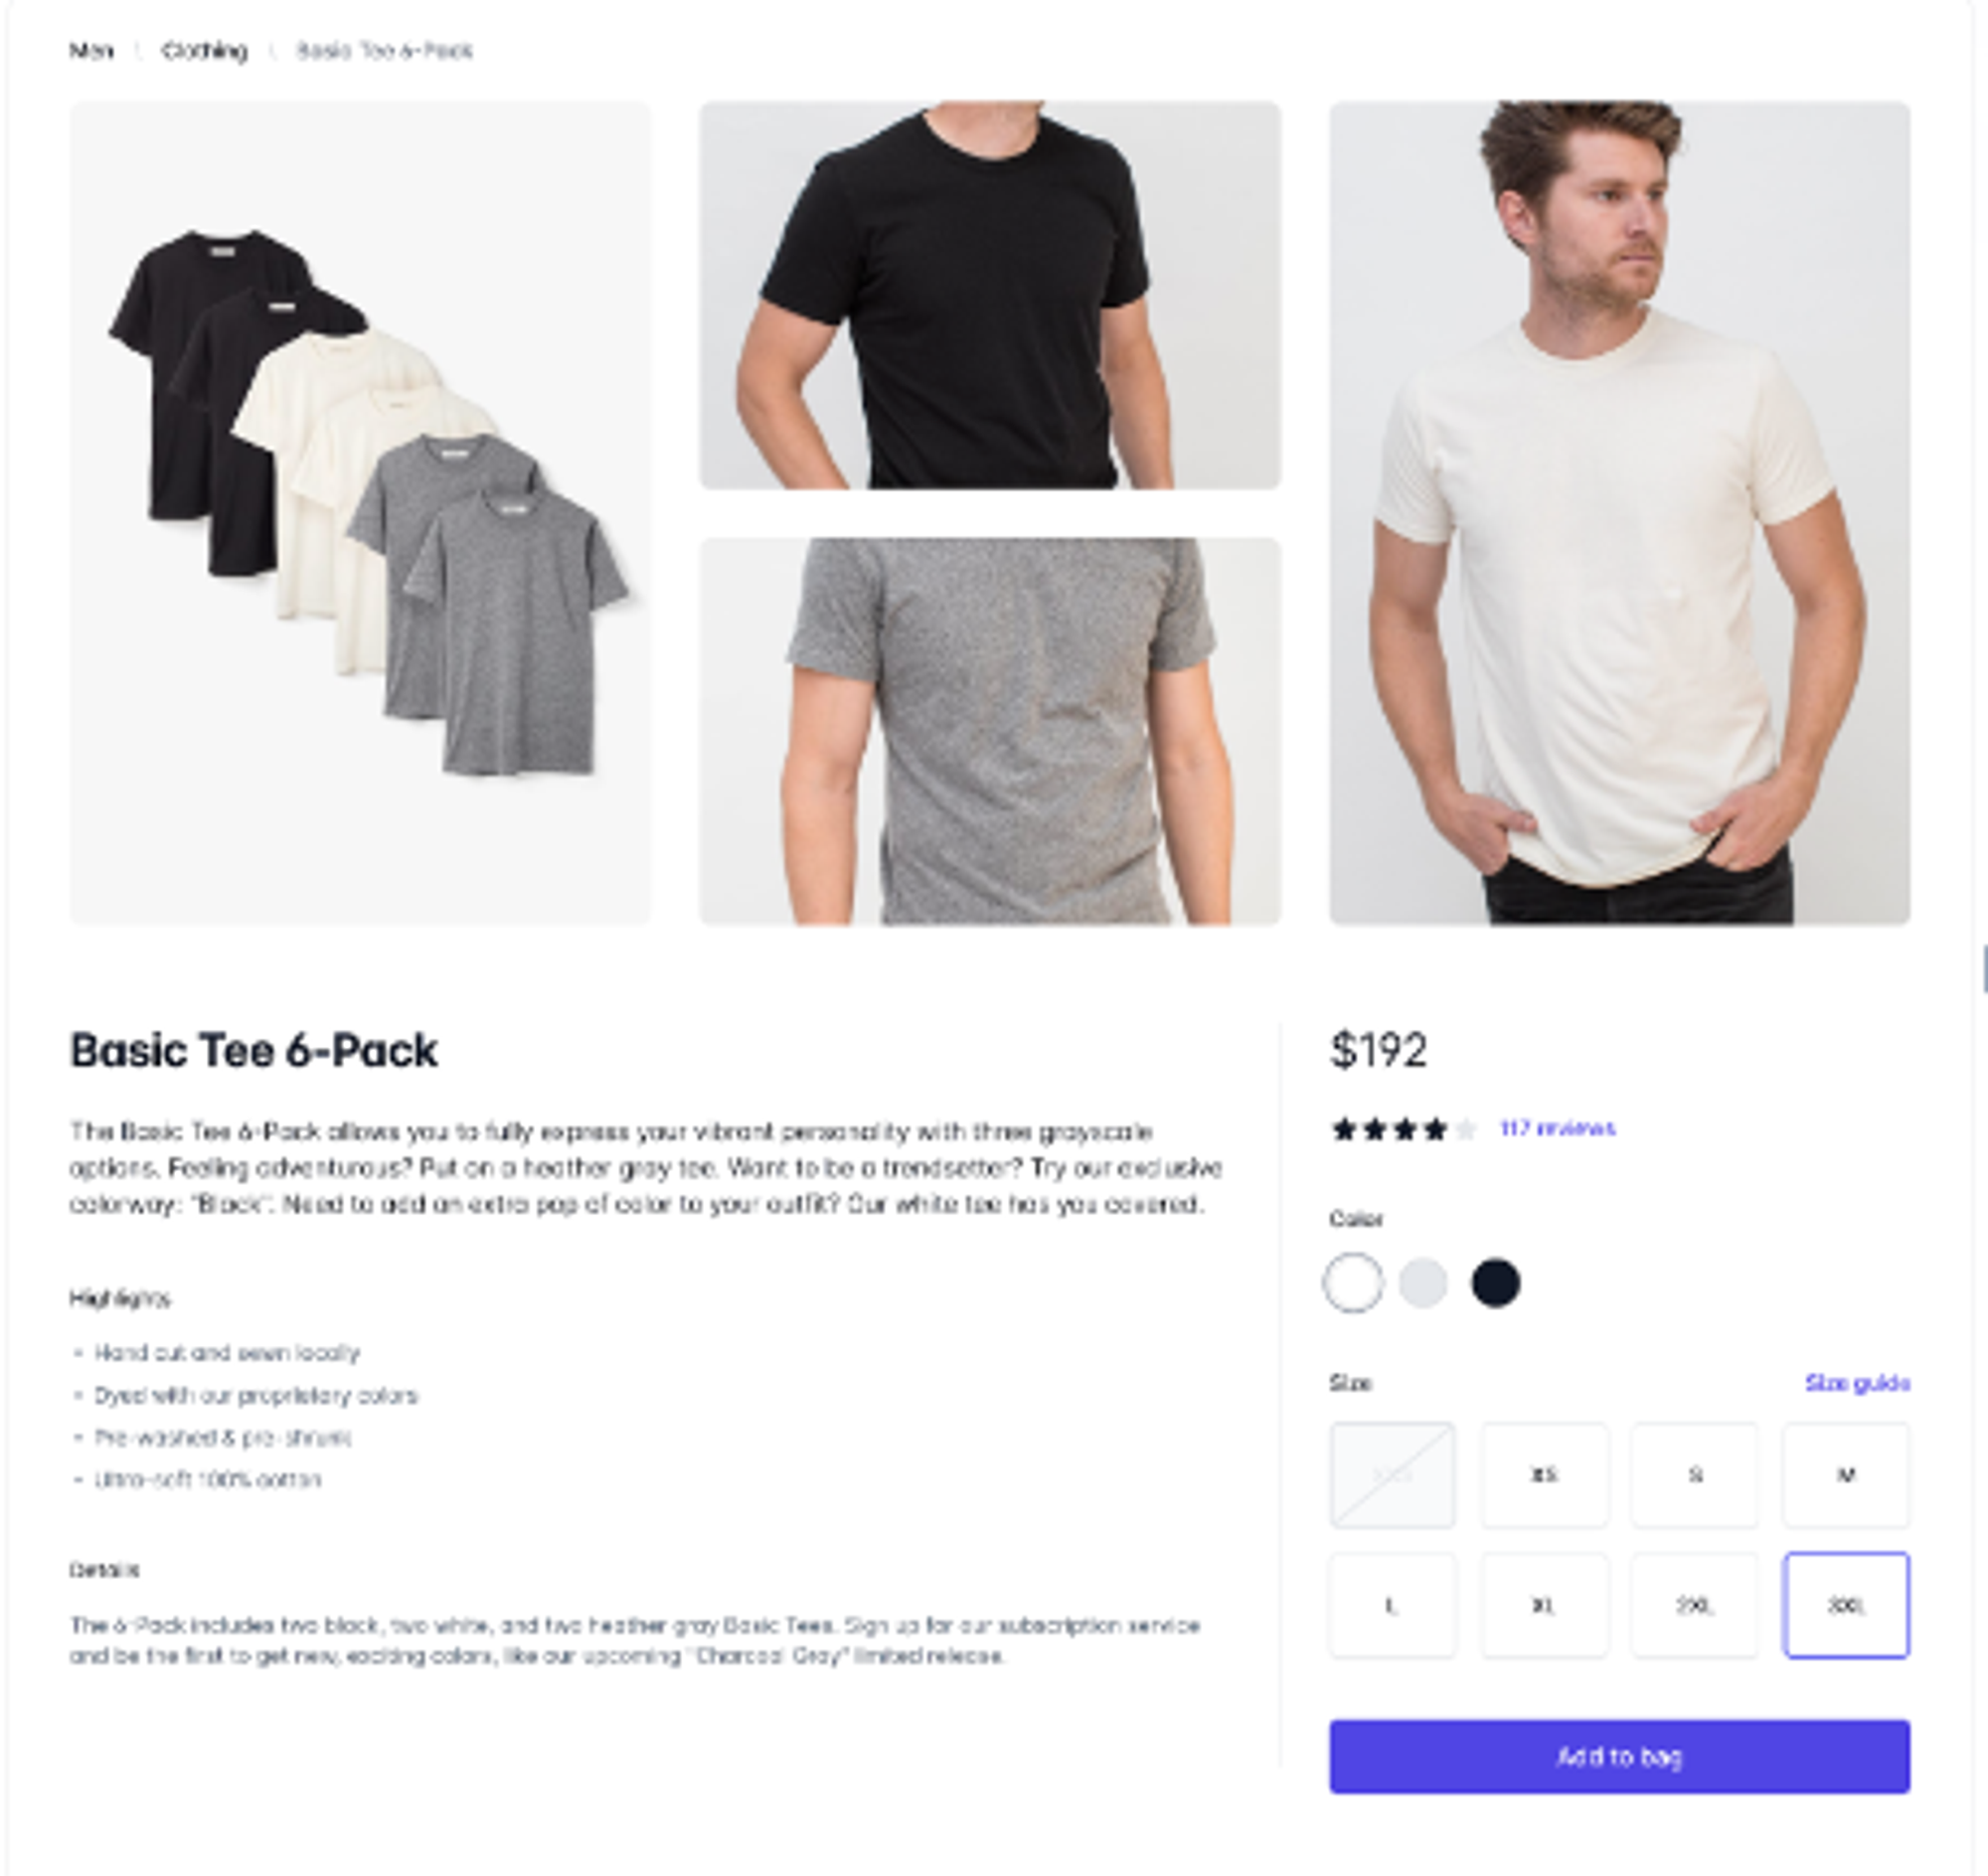 Men
Clothing
Basic Tee 6-Pack
Basic Tee 6-Pack
The Basic Tee 6-Pack allows you to fully express your vibrant personality with three grayscale
options. Feeling adventurous? Put on a heather gray tee. Want to be a trendsetter? Try our exclusive
colorway: "Black". Need to add an extra pop of color to your outfit? Our white tee has you covered.
Highlights
• Hand cut and sewn locally
• Dyed with our proprietary colors
• Pre-washed & pre-shrunk
• Ultra-soft 100% cotton
Details
The 6-Pack includes two black, two white, and two heather gray Basic Tees. Sign up for our subscription service
and be the first to get new, exciting colors, like our upcoming "Charcoal Gray" limited release.
$192
117 reviews
Color
Size
Size guide
XS
S
M
L
XL
2XL
3XL
Add to bag